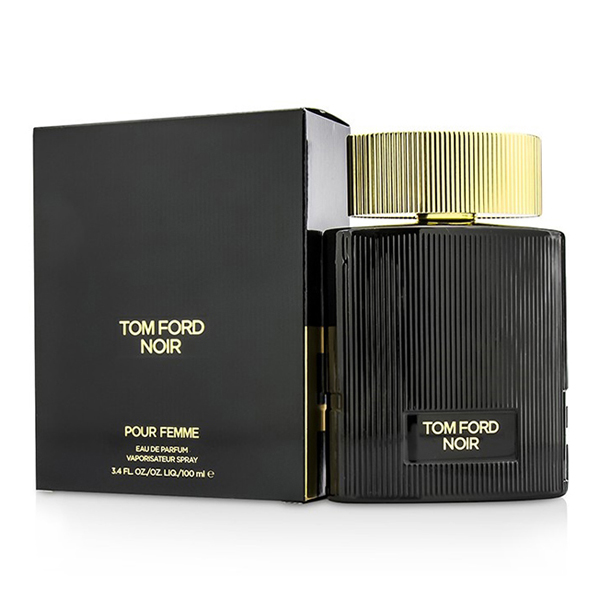 TOM FORD
NOIR
POUR FEMME
EAU DE PARFUM
VAPORISATEUR SPRAY
3.4 FL. OZ./OZ. LIQ./100 ml ℮
TOM FORD
NOIR